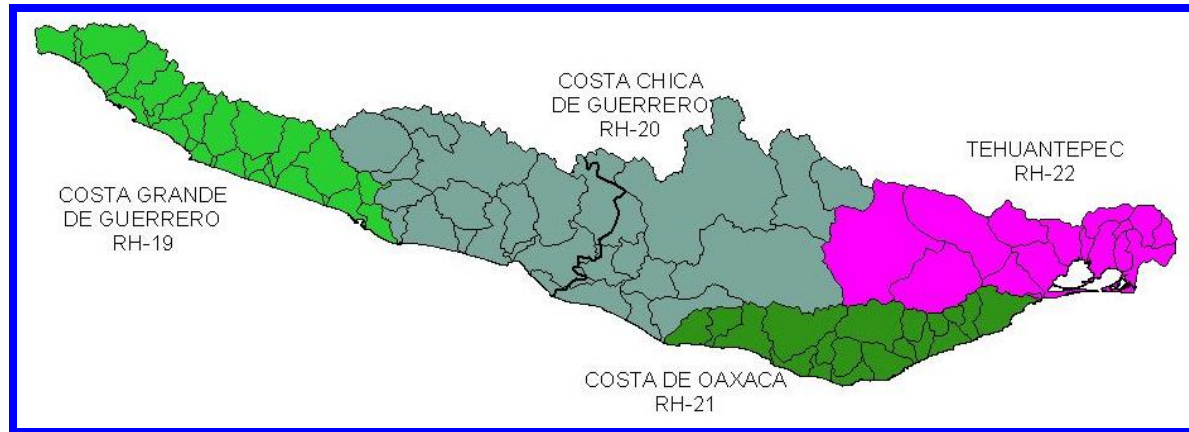 COSTA CHICA
DE GUERRERO
RH-20
TEHUANTEPEC
RH-22
COSTA GRANDE
DE GUERRERO
RH-19
COSTA DE OAXACA
RH-21